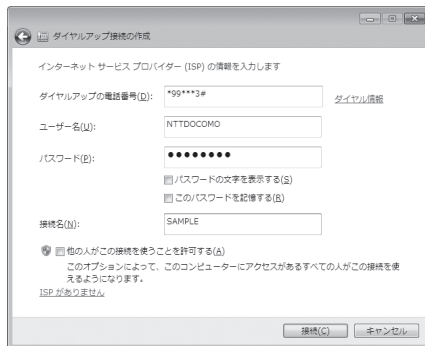 ダイヤルアップ接続の作成
インターネット サービス プロバイダー (ISP) の情報を入力します
ダイヤルアップの電話番号(D): *99***3# ダイヤル情報
ユーザー名(U): NTTDOCOMO
パスワード(P): ●●●●●●●●
パスワードの文字を表示する(S)
このパスワードを記憶する(R)
接続名(N): SAMPLE
他の人がこの接続を使うことを許可する(A)
このオプションによって、このコンピューターにアクセスがあるすべての人がこの接続を使
えるようになります。
ISP がありません
接続(C) キャンセル